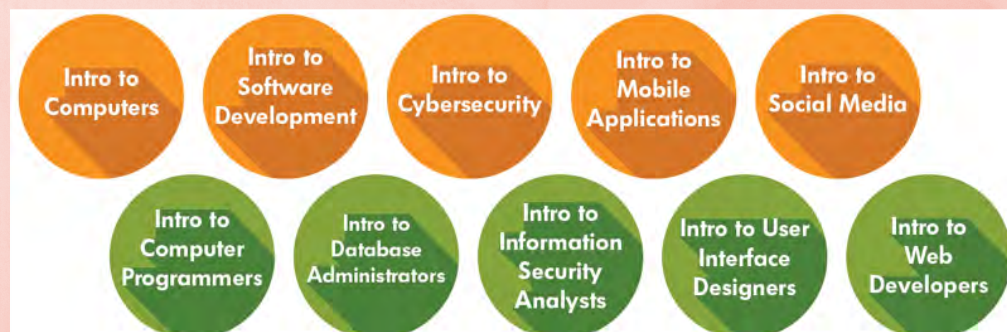 Intro to
Computers
Intro to
Software
Development
Intro to
Cybersecurity
Intro to
Mobile
Applications
Intro to
Social Media
Intro to
Computer
Programmers
Intro to
Database
Administrators
Intro to
Information
Security
Analysts
Intro to User
Interface
Designers
Intro to
Web
Developers